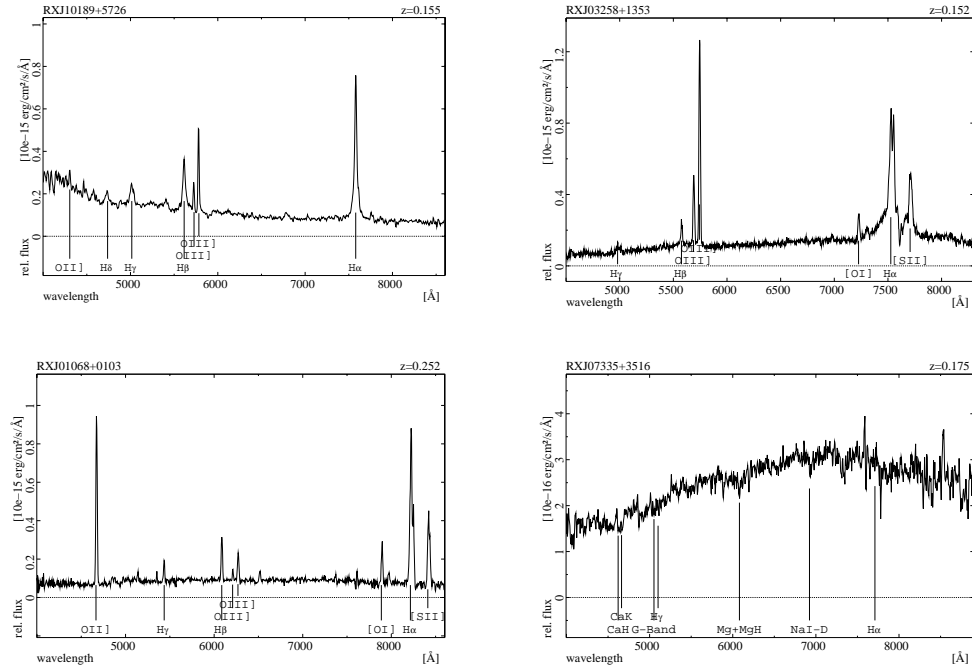 RXJ10189+5726 z=0.155
rel. flux [10e−15 erg/cm²/s/Å]
0 0.2 0.4 0.6 0.8 1
OII] Hδ Hγ Hβ OIII] OIII] Hα
5000 6000 7000 8000
wavelength [Å]
RXJ03258+1353 z=0.152
rel. flux [10e−15 erg/cm²/s/Å]
0 0.4 0.8 1.2
Hγ Hβ OIII] OIII] [OI] Hα [SII]
5000 5500 6000 6500 7000 7500 8000
wavelength [Å]
RXJ01068+0103 z=0.252
rel. flux [10e−15 erg/cm²/s/Å]
0 0.2 0.4 0.6 0.8 1
OII] Hγ Hβ OIII] OIII] [OI] Hα [SII]
5000 6000 7000 8000
wavelength [Å]
RXJ07335+3516 z=0.175
rel. flux [10e−16 erg/cm²/s/Å]
0 1 2 3 4
CaK Hγ
CaH G-Band Mg+MgH NaI-D Hα
5000 6000 7000 8000
wavelength [Å]